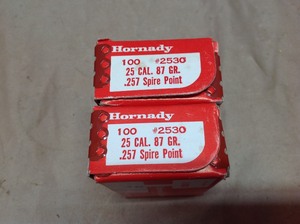 Hornady
100 #2530
25 CAL. 87 GR.
.257 Spire Point
Hornady
100 #2530
25 CAL. 87 GR.
.257 Spire Point